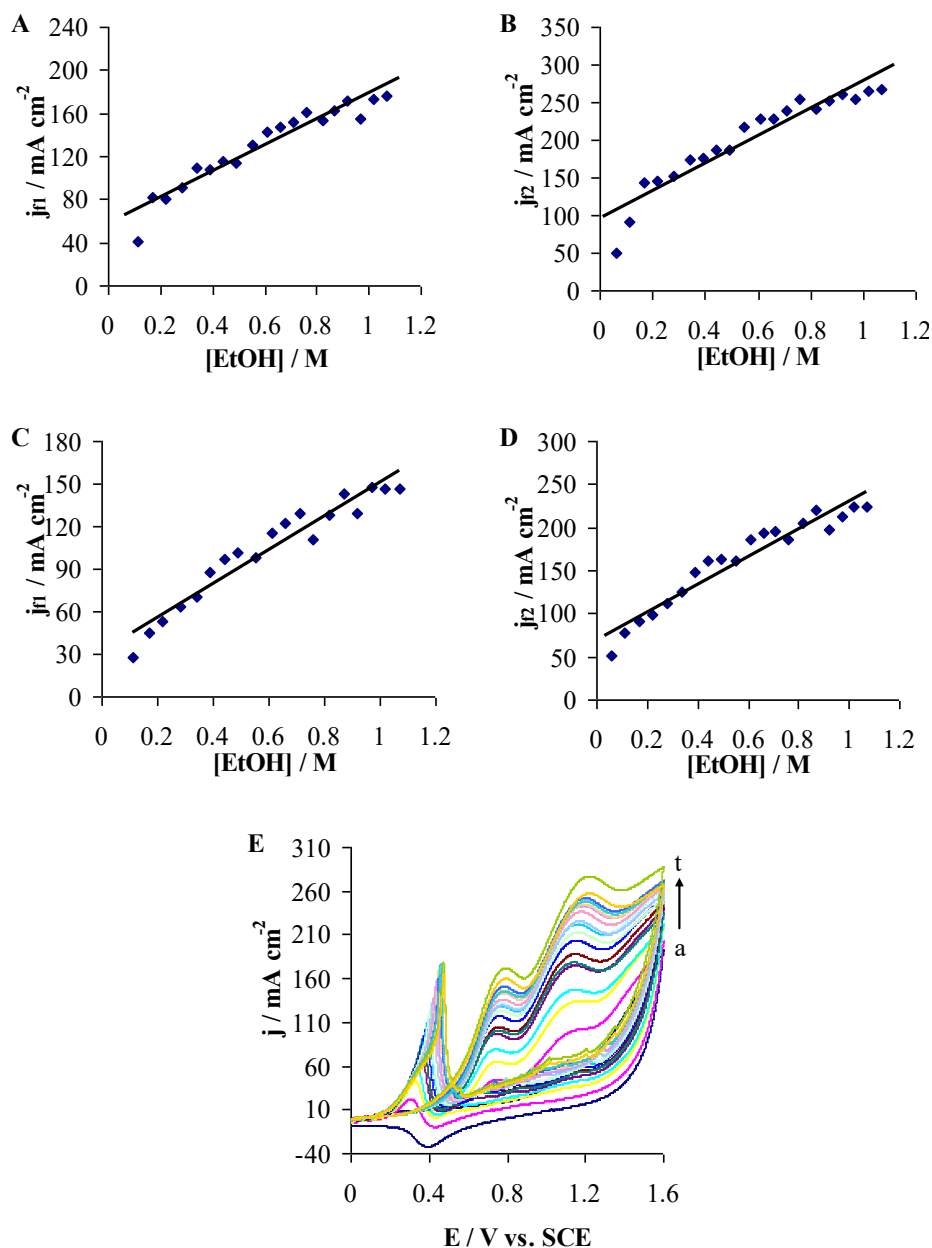 A
j_f1 / mA cm^-2
240
200
160
120
80
40
0
0 0.2 0.4 0.6 0.8 1 1.2
[EtOH] / M
B
j_f2 / mA cm^-2
350
300
250
200
150
100
50
0
0 0.2 0.4 0.6 0.8 1 1.2
[EtOH] / M
C
j_f1 / mA cm^-2
180
150
120
90
60
30
0
0 0.2 0.4 0.6 0.8 1 1.2
[EtOH] / M
D
j_f2 / mA cm^-2
300
250
200
150
100
50
0
0 0.2 0.4 0.6 0.8 1 1.2
[EtOH] / M
E
j / mA cm^-2
310
260
210
160
110
60
10
-40
t
a
0 0.4 0.8 1.2 1.6
E / V vs. SCE